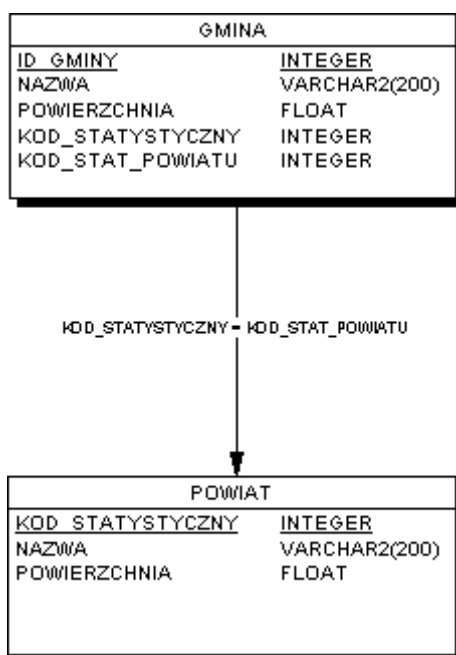 GMINA
ID_GMINY INTEGER
NAZWA VARCHAR2(200)
POWIERZCHNIA FLOAT
KOD_STATYSTYCZNY INTEGER
KOD_STAT_POWIATU INTEGER
KOD_STATYSTYCZNY = KOD_STAT_POWIATU
POWIAT
KOD_STATYSTYCZNY INTEGER
NAZWA VARCHAR2(200)
POWIERZCHNIA FLOAT